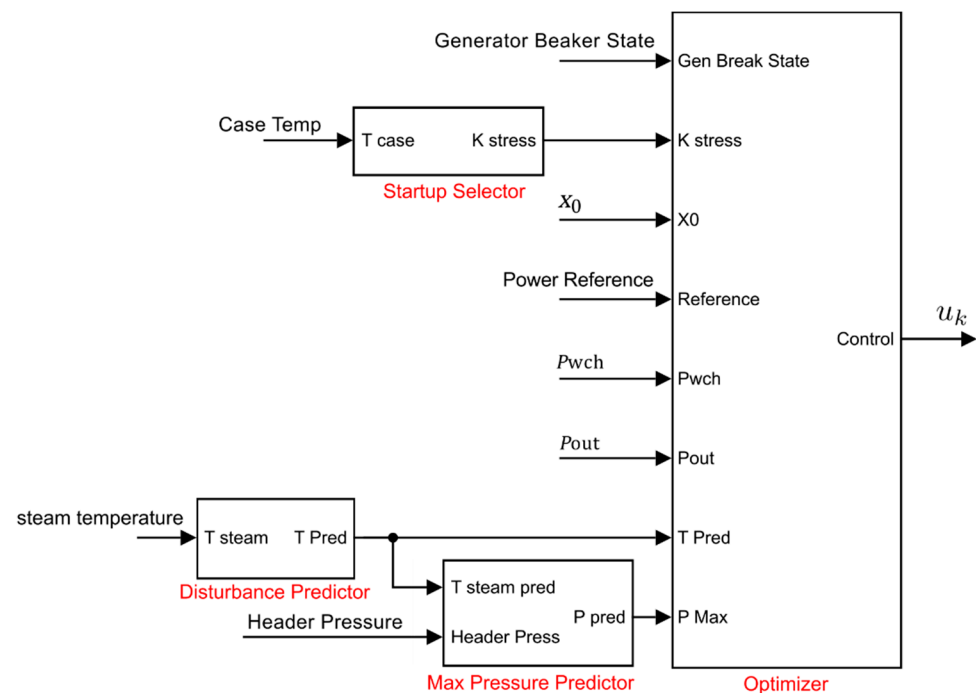 Generator Beaker State
Gen Break State
Case Temp
T case
K stress
K stress
Startup Selector
x₀
X0
Power Reference
Reference
u_k
Control
Pwch
Pwch
Pout
Pout
steam temperature
T steam
T Pred
T Pred
Disturbance Predictor
T steam pred
P pred
P Max
Header Pressure
Header Press
Max Pressure Predictor
Optimizer